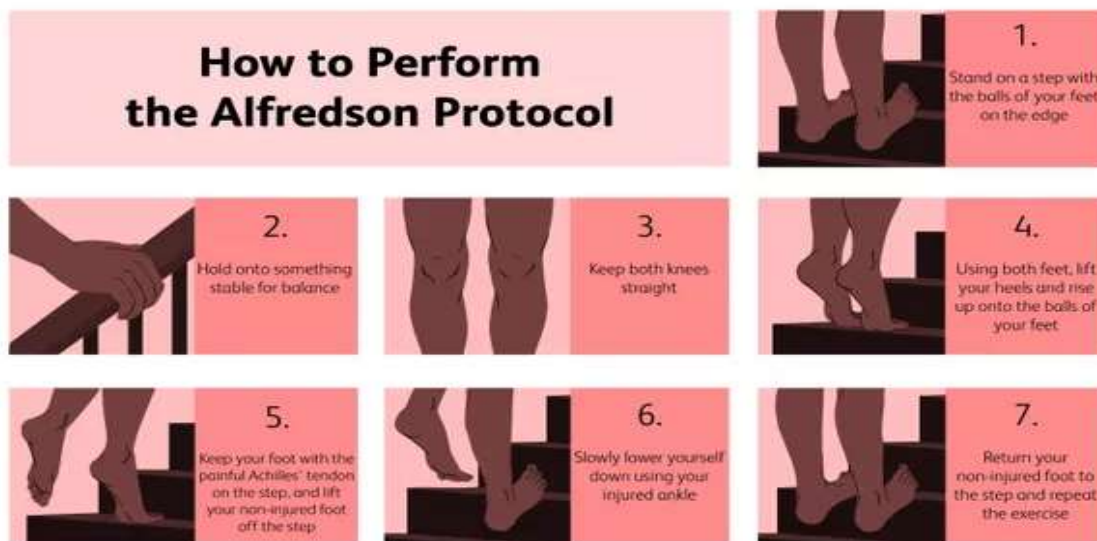 How to Perform
the Alfredson Protocol
1.
Stand on a step with
the balls of your feet
on the edge
2.
Hold onto something
stable for balance
3.
Keep both knees
straight
4.
Using both feet, lift
your heels and rise
up onto the balls of
your feet
5.
Keep your foot with the
painful Achilles' tendon
on the step, and lift
your non-injured foot
off the step
6.
Slowly lower yourself
down using your
injured ankle
7.
Return your
non-injured foot to
the step and repeat
the exercise